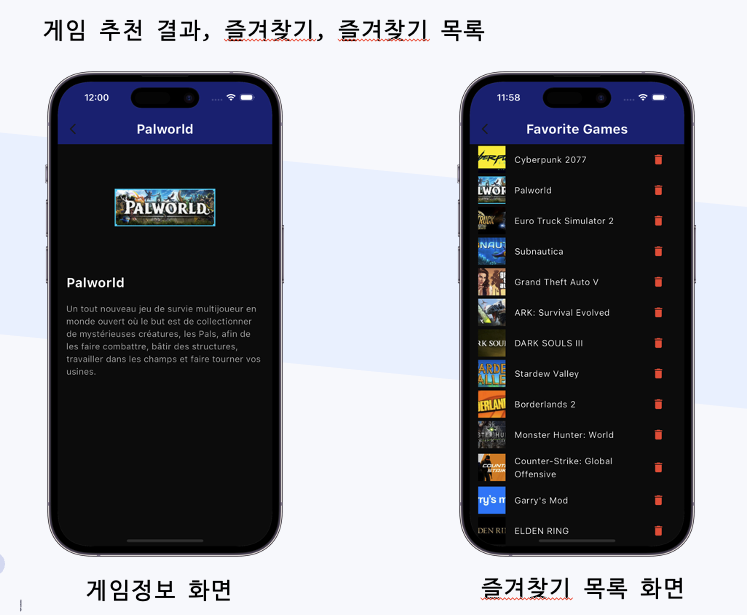 게임 추천 결과, 즐겨찾기, 즐겨찾기 목록
12:00
Palworld
PALWORLD
Palworld
Un tout nouveau jeu de survie multijoueur en
monde ouvert où le but est de collectionner
de mystérieuses créatures, les Pals, afin de
les faire combattre, bâtir des structures,
travailler dans les champs et faire tourner vos
usines.
게임정보 화면
11:58
Favorite Games
Cyberpunk 2077
Palworld
Euro Truck Simulator 2
Subnautica
Grand Theft Auto V
ARK: Survival Evolved
DARK SOULS III
Stardew Valley
Borderlands 2
Monster Hunter: World
Counter-Strike: Global
Offensive
Garry's Mod
ELDEN RING
즐겨찾기 목록 화면